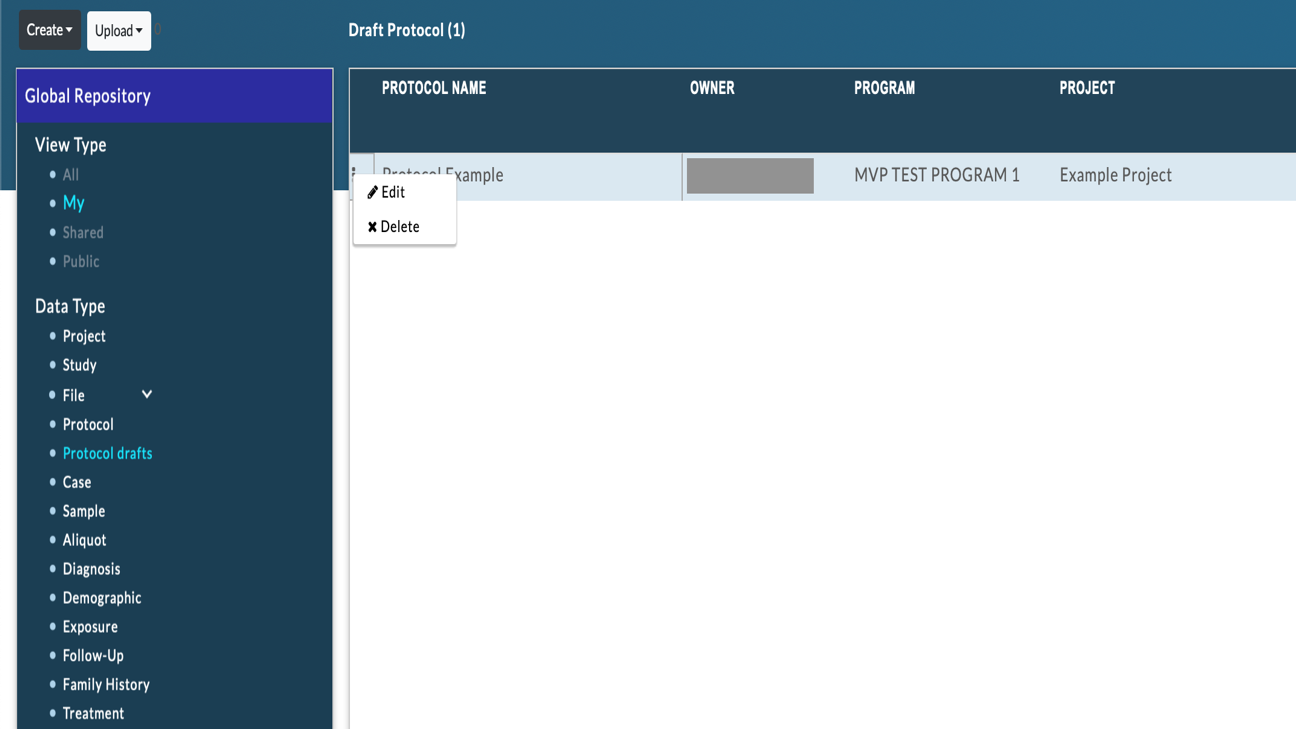 Create
Upload
0
Draft Protocol (1)
Global Repository
View Type
All
My
Shared
Public
Data Type
Project
Study
File
Protocol
Protocol drafts
Case
Sample
Aliquot
Diagnosis
Demographic
Exposure
Follow-Up
Family History
Treatment
PROTOCOL NAME OWNER PROGRAM PROJECT
Protocol Example MVP TEST PROGRAM 1 Example Project
Edit
Delete